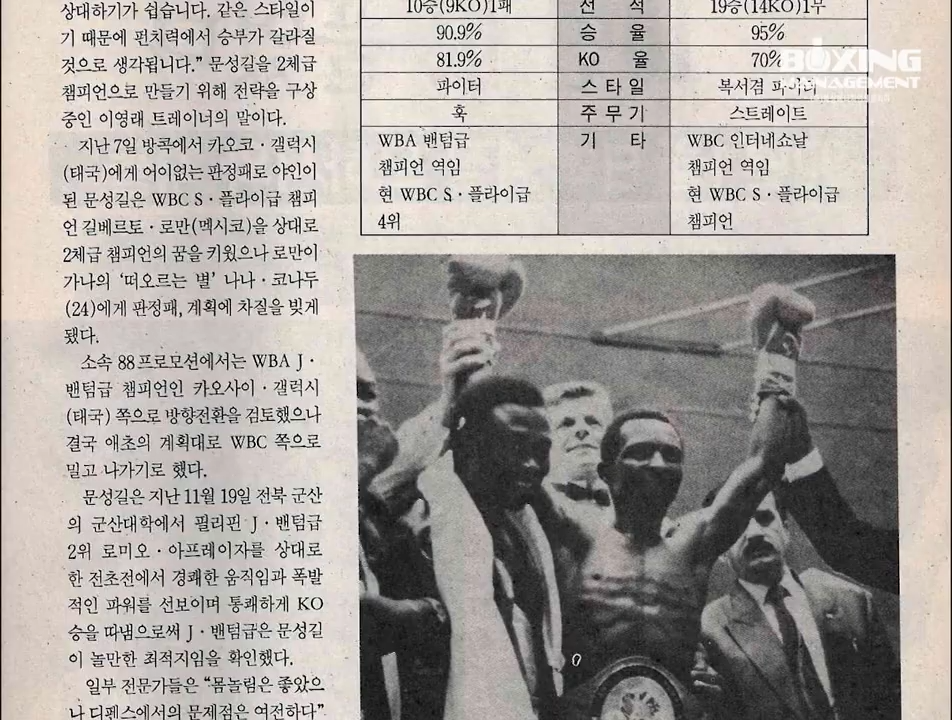 상대하기가 쉽습니다. 같은 스타일이
기 때문에 펀치력에서 승부가 갈라질
것으로 생각됩니다.” 문성길을 2체급
챔피언으로 만들기 위해 전략을 구상
중인 이영래 트레이너의 말이다.
지난 7일 방콕에서 카오코·갤럭시
(태국)에게 어이없는 판정패로 야인이
된 문성길은 WBC S·플라이급 챔피
언 길베르토·로만(멕시코)을 상대로
2체급 챔피언의 꿈을 키웠으나 로만이
가나의 ‘떠오르는 별’ 나나·코나두
(24)에게 판정패, 계획에 차질을 빚게
됐다.
소속 88프로모션에서는 WBA J·
밴텀급 챔피언인 카오사이·갤럭시
(태국) 쪽으로 방향전환을 검토했으나
결국 애초의 계획대로 WBC 쪽으로
밀고 나가기로 했다.
문성길은 지난 11월 19일 전북 군산
의 군산대학에서 필리핀 J·밴텀급
2위 로미오·아프레이자를 상대로
한 전초전에서 경쾌한 움직임과 폭발
적인 파워를 선보이며 통쾌하게 KO
승을 따냄으로써 J·밴텀급은 문성길
이 놀만한 최적지임을 확인했다.
일부 전문가들은 “몸놀림은 좋았으
나 디펜스에서의 문제점은 여전하다”
10승(9KO)1패 전 적 19승(14KO)1무
90.9% 승 율 95%
81.9% KO 율 70%
파이터 스타일 복서겸 파이터
훅 주무기 스트레이트
WBA 밴텀급 기 타 WBC 인터네쇼날
챔피언 역임 챔피언 역임
현 WBC S·플라이급 현 WBC S·플라이급
4위 챔피언
BOXING
MANAGEMENT